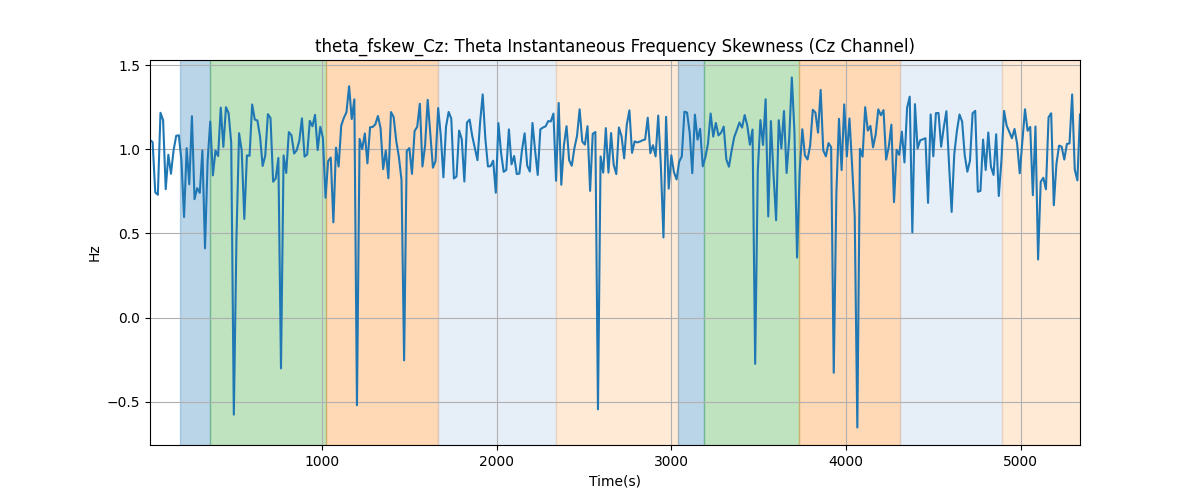 theta_fskew_Cz: Theta Instantaneous Frequency Skewness (Cz Channel)
1.5
1.0
0.5
0.0
−0.5
Hz
1000 2000 3000 4000 5000
Time(s)